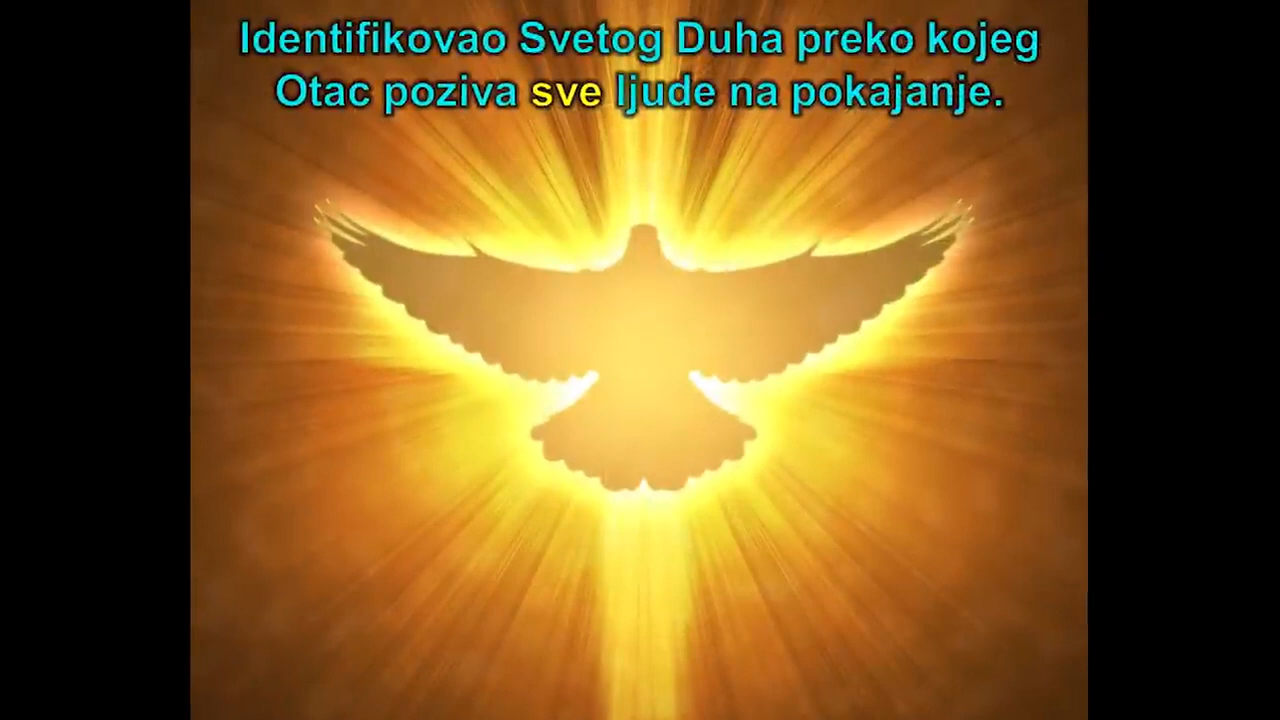 Identifikovao Svetog Duha preko kojeg
Otac poziva sve ljude na pokajanje.